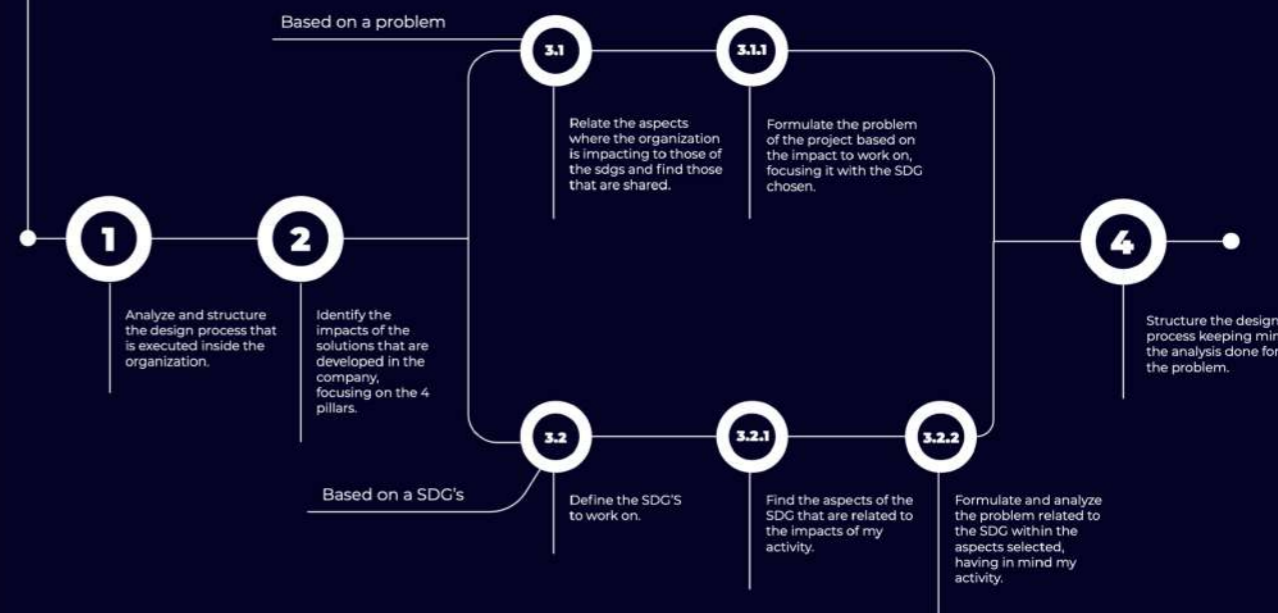 Based on a problem
3.1
3.1.1
Relate the aspects
where the organization
is impacting to those of
the sdgs and find those
that are shared.
Formulate the problem
of the project based on
the impact to work on,
focusing it with the SDG
chosen.
1
2
4
Analyze and structure
the design process that
is executed inside the
organization.
Identify the
impacts of the
solutions that are
developed in the
company,
focusing on the 4
pillars.
Structure the design
process keeping min
the analysis done for
the problem.
3.2
3.2.1
3.2.2
Based on a SDG's
Define the SDG'S
to work on.
Find the aspects of the
SDG that are related to
the impacts of my
activity.
Formulate and analyze
the problem related to
the SDG within the
aspects selected,
having in mind my
activity.